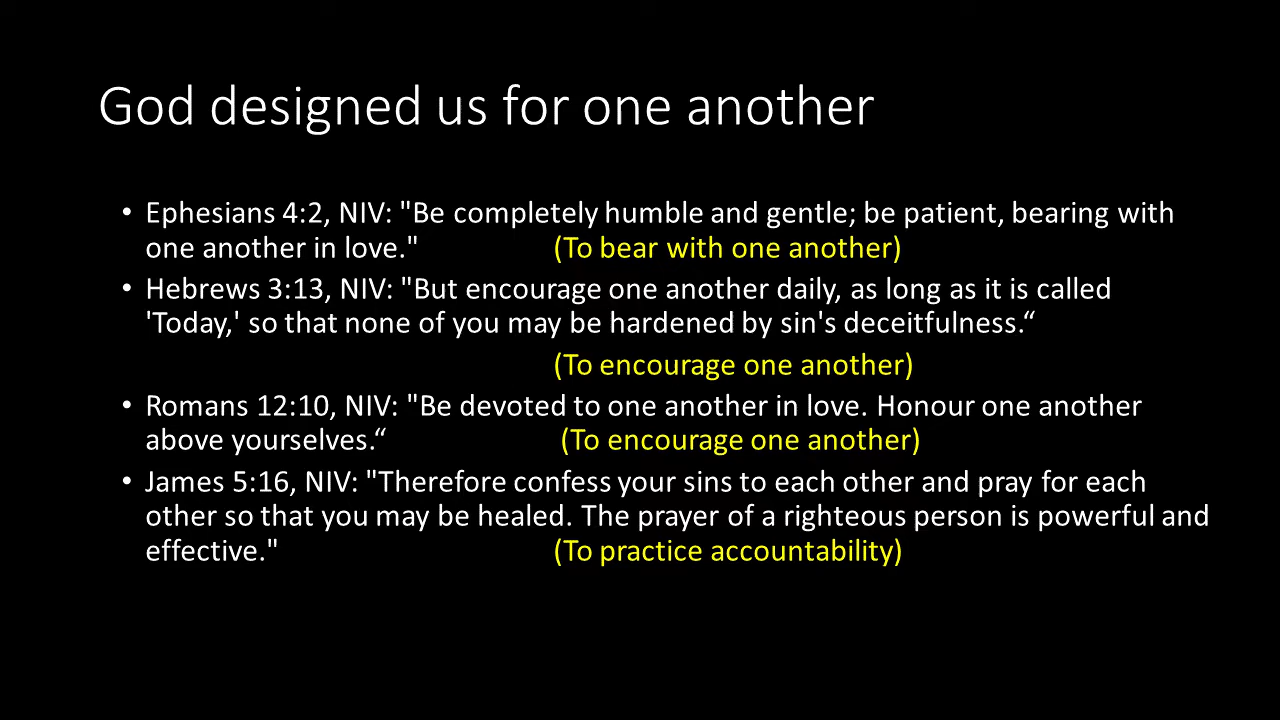 God designed us for one another
• Ephesians 4:2, NIV: "Be completely humble and gentle; be patient, bearing with
one another in love." (To bear with one another)
• Hebrews 3:13, NIV: "But encourage one another daily, as long as it is called
'Today,' so that none of you may be hardened by sin's deceitfulness.“
(To encourage one another)
• Romans 12:10, NIV: "Be devoted to one another in love. Honour one another
above yourselves.“ (To encourage one another)
• James 5:16, NIV: "Therefore confess your sins to each other and pray for each
other so that you may be healed. The prayer of a righteous person is powerful and
effective." (To practice accountability)